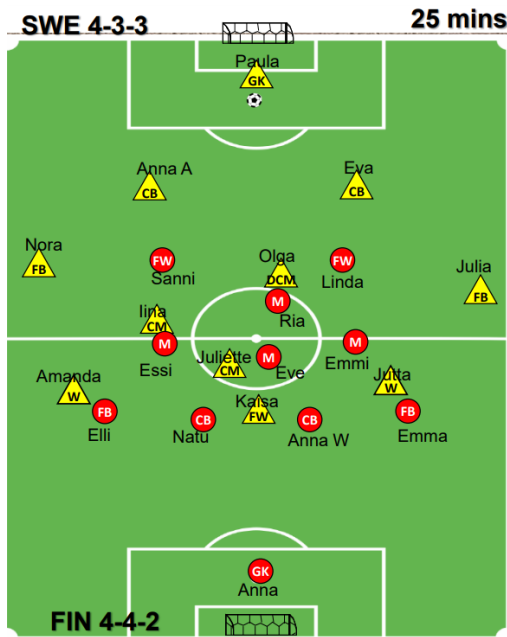 SWE 4-3-3
25 mins
Paula
GK
Anna A
CB
Eva
CB
Nora
FB
FW
Sanni
Olga
DCM
FW
Linda
Julia
FB
Iina
CM
M
Ria
M
Essi
Juliette
CM
M
Eve
M
Emmi
Amanda
W
Jutta
W
FB
Elli
CB
Natu
Kaisa
FW
CB
Anna W
FB
Emma
GK
Anna
FIN 4-4-2